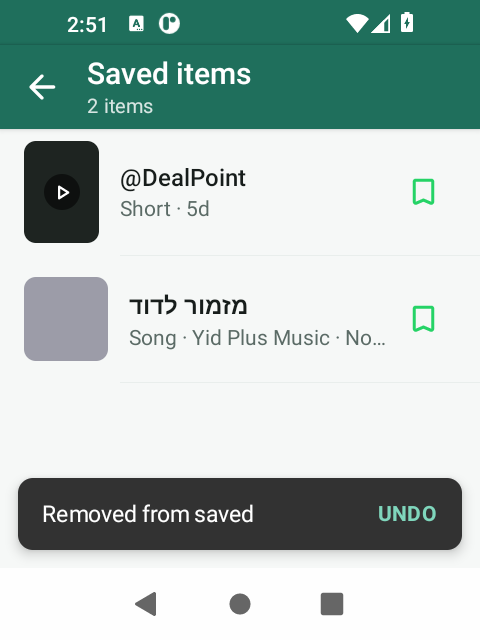 2:51
Saved items
2 items
@DealPoint
Short · 5d
מזמור לדוד
Song · Yid Plus Music · No…
Removed from saved
UNDO